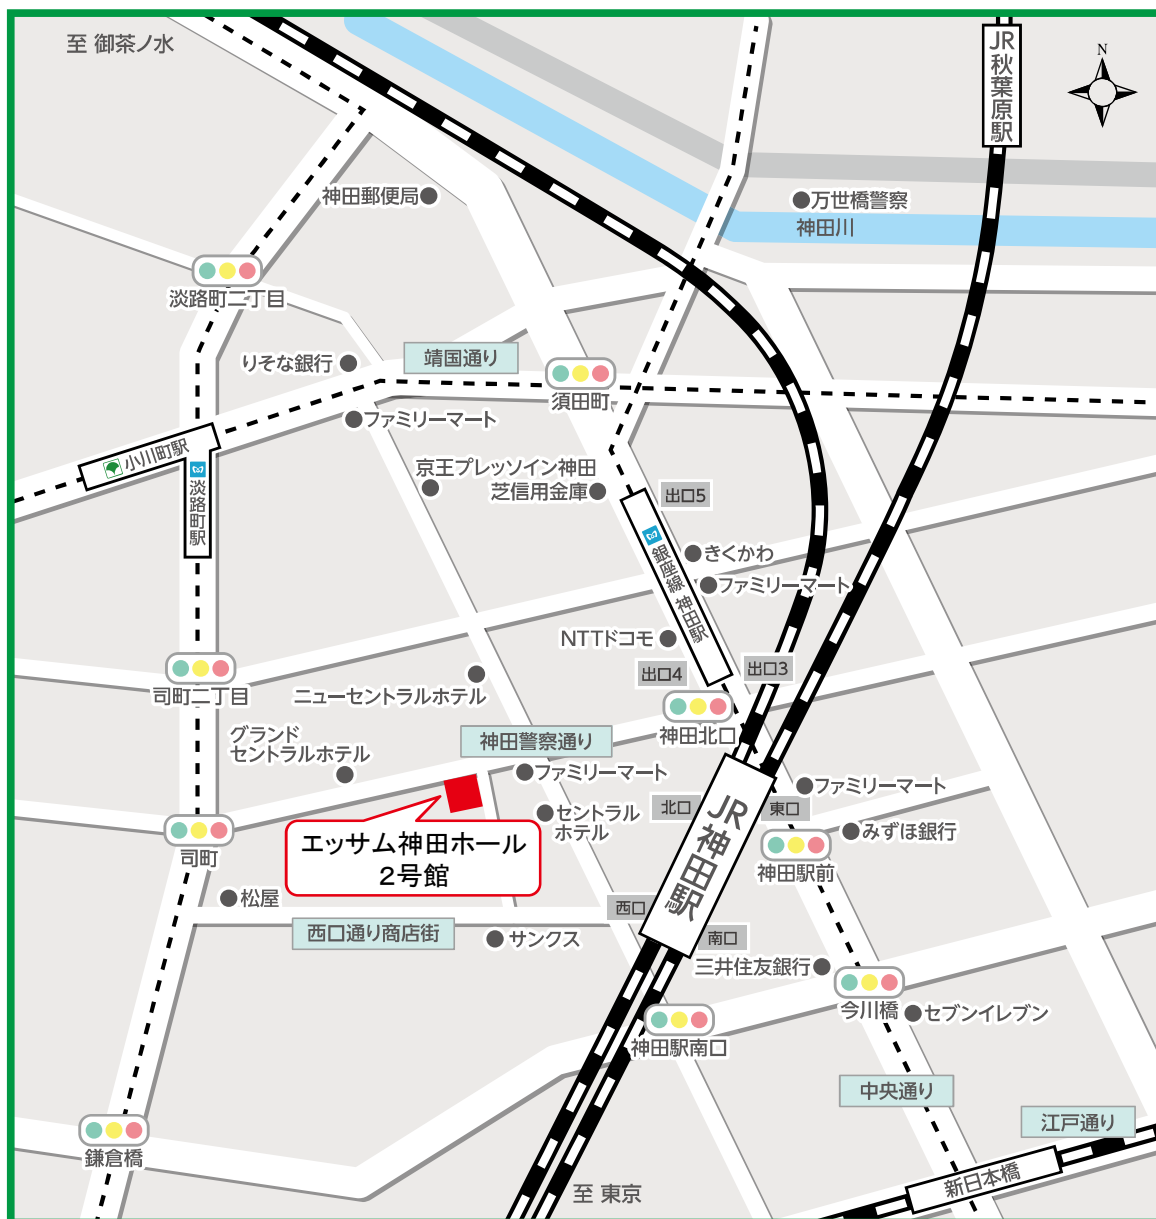 至 御茶ノ水
JR秋葉原駅
N
神田郵便局
万世橋警察
神田川
淡路町二丁目
りそな銀行
靖国通り
須田町
ファミリーマート
小川町駅
淡路町駅
京王プレッソイン神田
芝信用金庫
出口5
銀座線 神田駅
きくかわ
ファミリーマート
NTTドコモ
出口4
出口3
司町二丁目
ニューセントラルホテル
神田北口
グランド
セントラルホテル
神田警察通り
ファミリーマート
ファミリーマート
北口
東口
JR神田駅
セントラル
ホテル
みずほ銀行
司町
エッサム神田ホール
2号館
神田駅前
松屋
西口
西口通り商店街
サンクス
南口
三井住友銀行
今川橋
セブンイレブン
神田駅南口
中央通り
江戸通り
鎌倉橋
新日本橋
至 東京